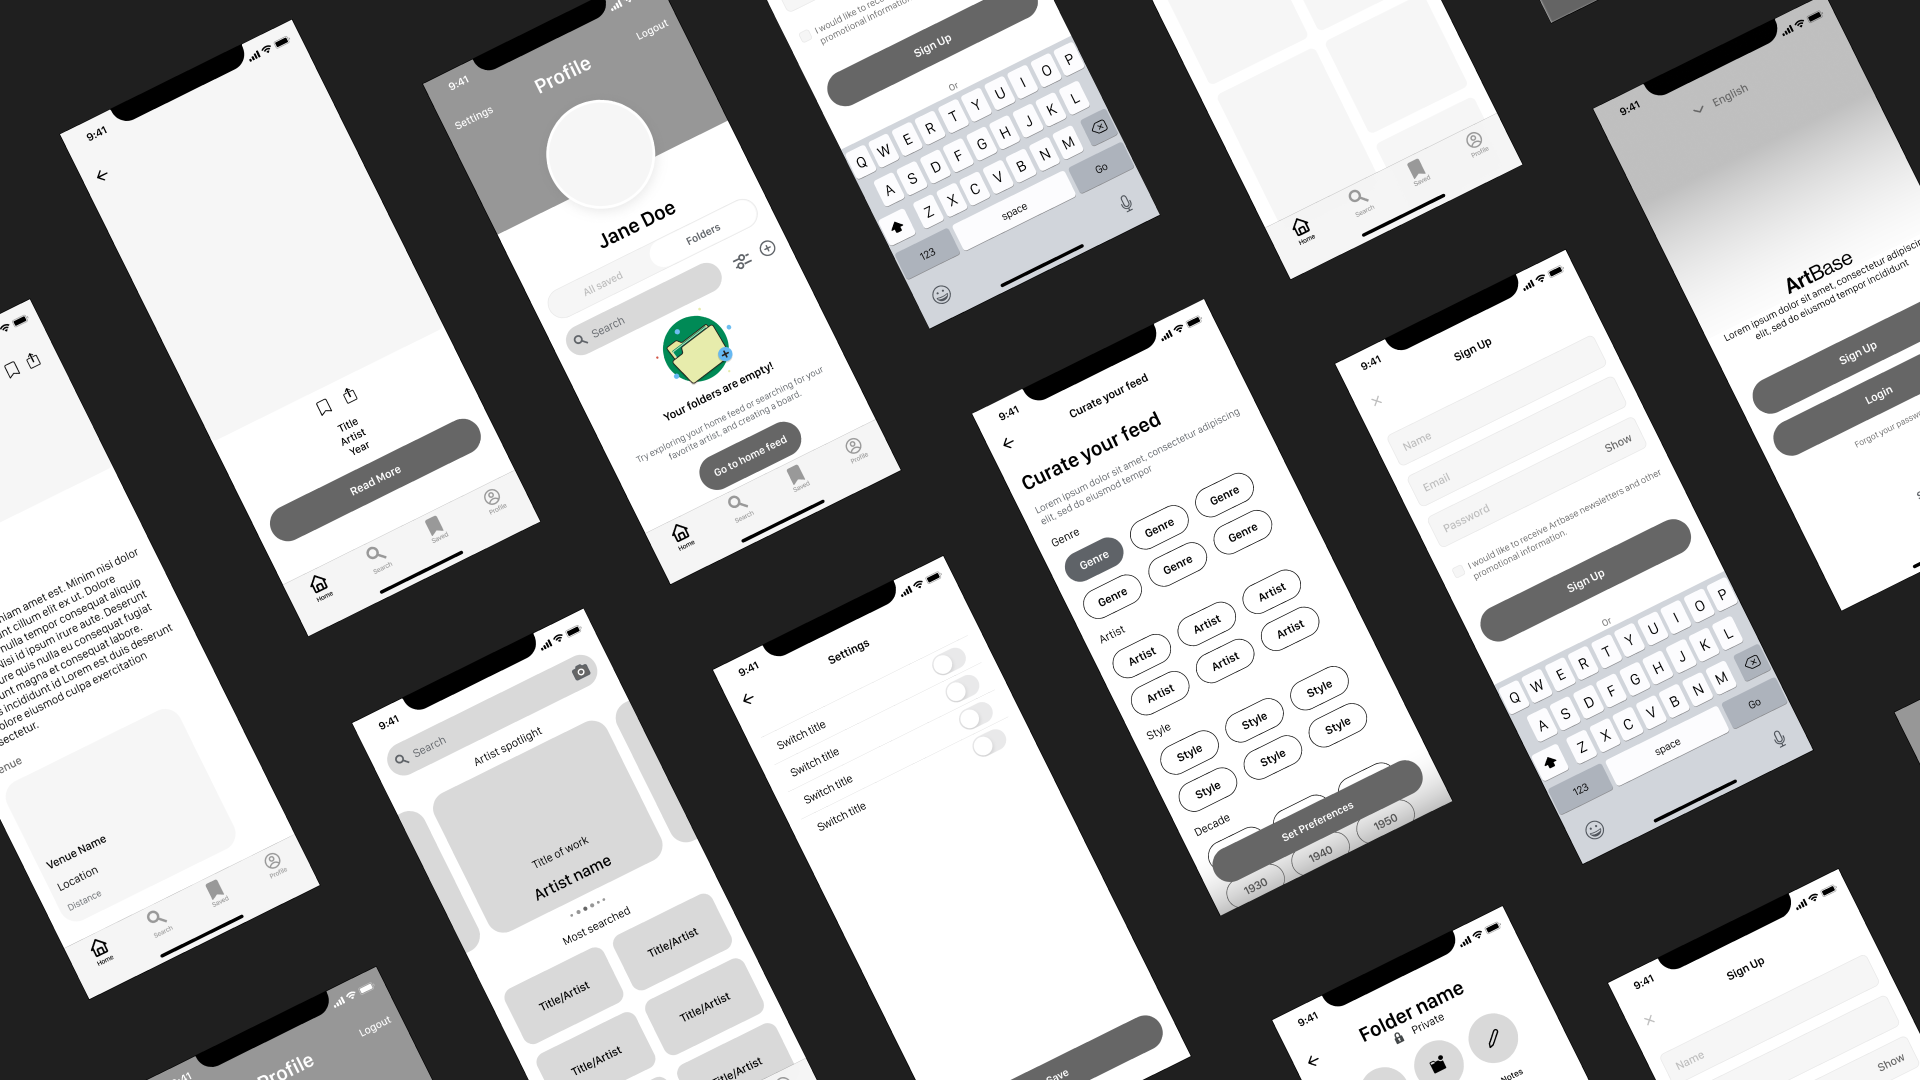 niam amet est. Minim nisi dolor
unt cillum elit ex ut. Dolore
nulla tempor consequat aliquip
Nisi id ipsum irure aute. Deserunt
ure quis nulla eu consequat fugiat
unt magna et consequat labore.
s incididunt id Lorem est duis deserunt
olore eiusmod culpa exercitation
sectetur.
enue
Venue Name
Location
Distance
Home
Search
Saved
Profile
9:41
Title
Artist
Year
Read More
Home
Search
Saved
Profile
9:41
Logout
Profile
Settings
Jane Doe
All saved
Folders
Search
Your folders are empty!
Try exploring your home feed or searching for your
favorite artist, and creating a board.
Go to home feed
Home
Search
Saved
Profile
I would like to rece
promotional information
Sign Up
Or
Q W E R T Y U I O P
A S D F G H J K L
Z X C V B N M
123
space
Go
Home
Search
Saved
Profile
9:41
English
ArtBase
Lorem ipsum dolor sit amet, consectetur adipiscin
elit, sed do eiusmod tempor incididunt
Sign Up
Login
Forgot your passwo
9:41
Sign Up
Name
Email
Password
Show
I would like to receive Artbase newsletters and other
promotional information.
Sign Up
Or
Q W E R T Y U I O P
A S D F G H J K L
Z X C V B N M
123
space
Go
9:41
Curate your feed
Curate your feed
Lorem ipsum dolor sit amet, consectetur adipiscing
elit, sed do eiusmod tempor
Genre
Genre Genre Genre
Genre Genre Genre
Artist
Artist Artist Artist
Artist Artist Artist
Style
Style Style Style
Style Style Style
Decade
Set Preferences
1930 1940 1950
9:41
Settings
Switch title
Switch title
Switch title
Switch title
Save
9:41
Search
Artist spotlight
Title of work
Artist name
Most searched
Title/Artist Title/Artist
Title/Artist Title/Artist
Title/Artist
:41
Logout
Profile
9:41
Folder name
Private
Notes
9:41
Sign Up
Name
Show